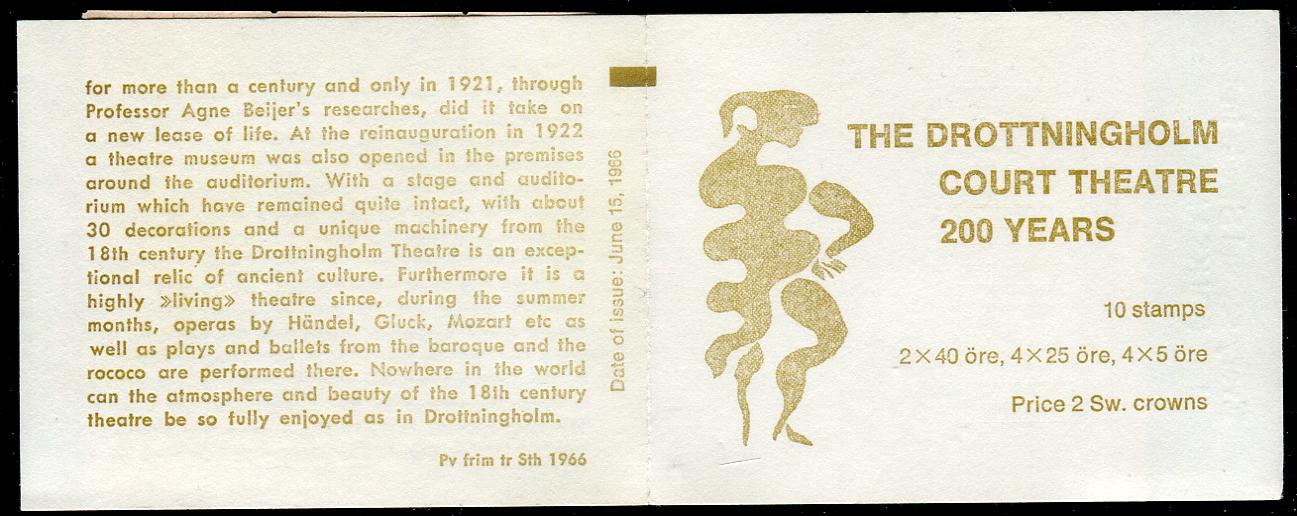 for more than a century and only in 1921, through
Professor Agne Beijer's researches, did it take on
a new lease of life. At the reinauguration in 1922
a theatre museum was also opened in the premises
around the auditorium. With a stage and audito-
rium which have remained quite intact, with about
30 decorations and a unique machinery from the
18th century the Drottningholm Theatre is an excep-
tional relic of ancient culture. Furthermore it is a
highly »living» theatre since, during the summer
months, operas by Händel, Gluck, Mozart etc as
well as plays and ballets from the baroque and the
rococo are performed there. Nowhere in the world
can the atmosphere and beauty of the 18th century
theatre be so fully enjoyed as in Drottningholm.
Pv frim tr Sth 1966
Date of issue: June 15, 1966
THE DROTTNINGHOLM
COURT THEATRE
200 YEARS
10 stamps
2×40 öre, 4×25 öre, 4×5 öre
Price 2 Sw. crowns